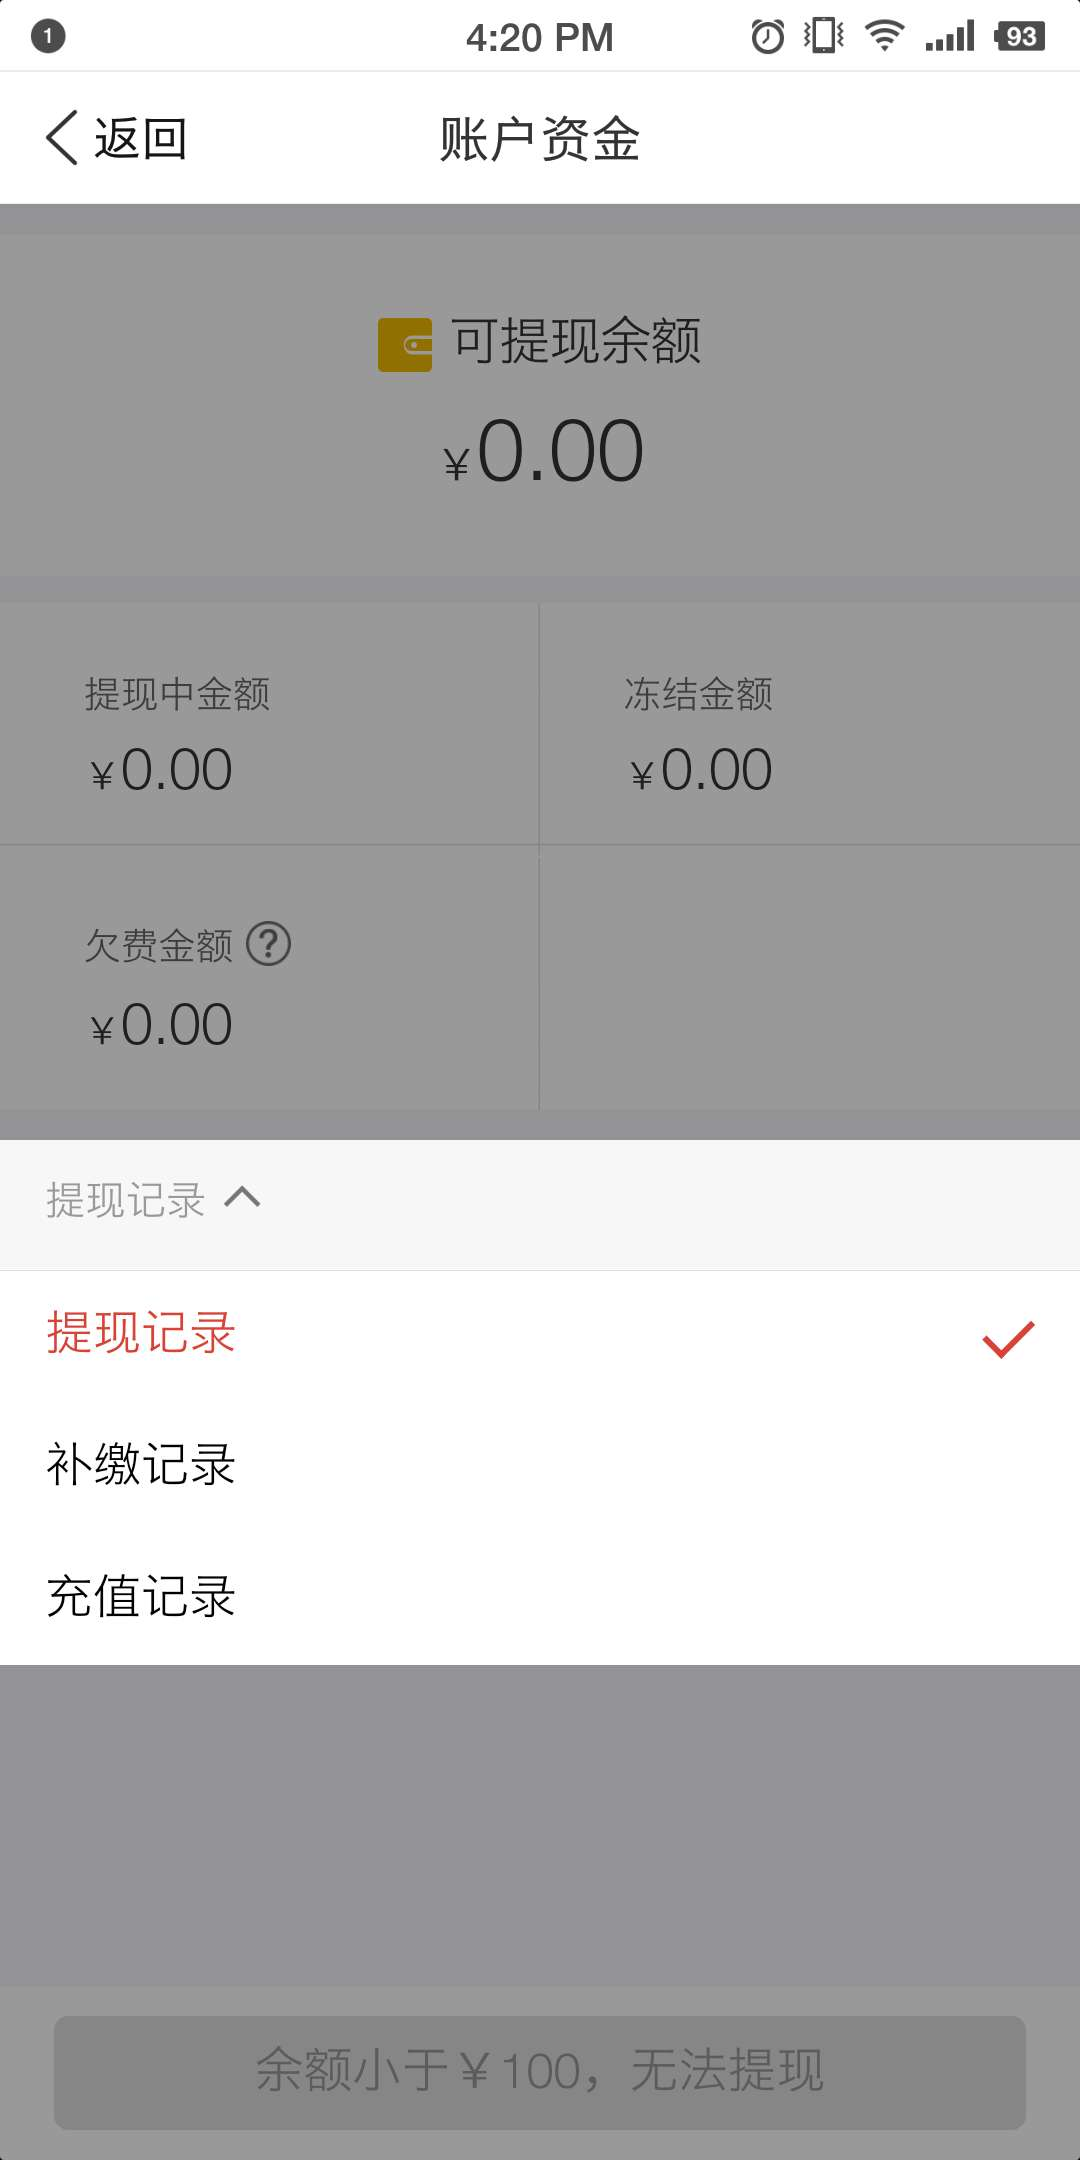 1
4:20 PM
93
返回
账户资金
可提现余额
¥0.00
提现中金额
冻结金额
¥0.00
¥0.00
欠费金额 ?
¥0.00
提现记录
提现记录
补缴记录
充值记录
余额小于¥100，无法提现